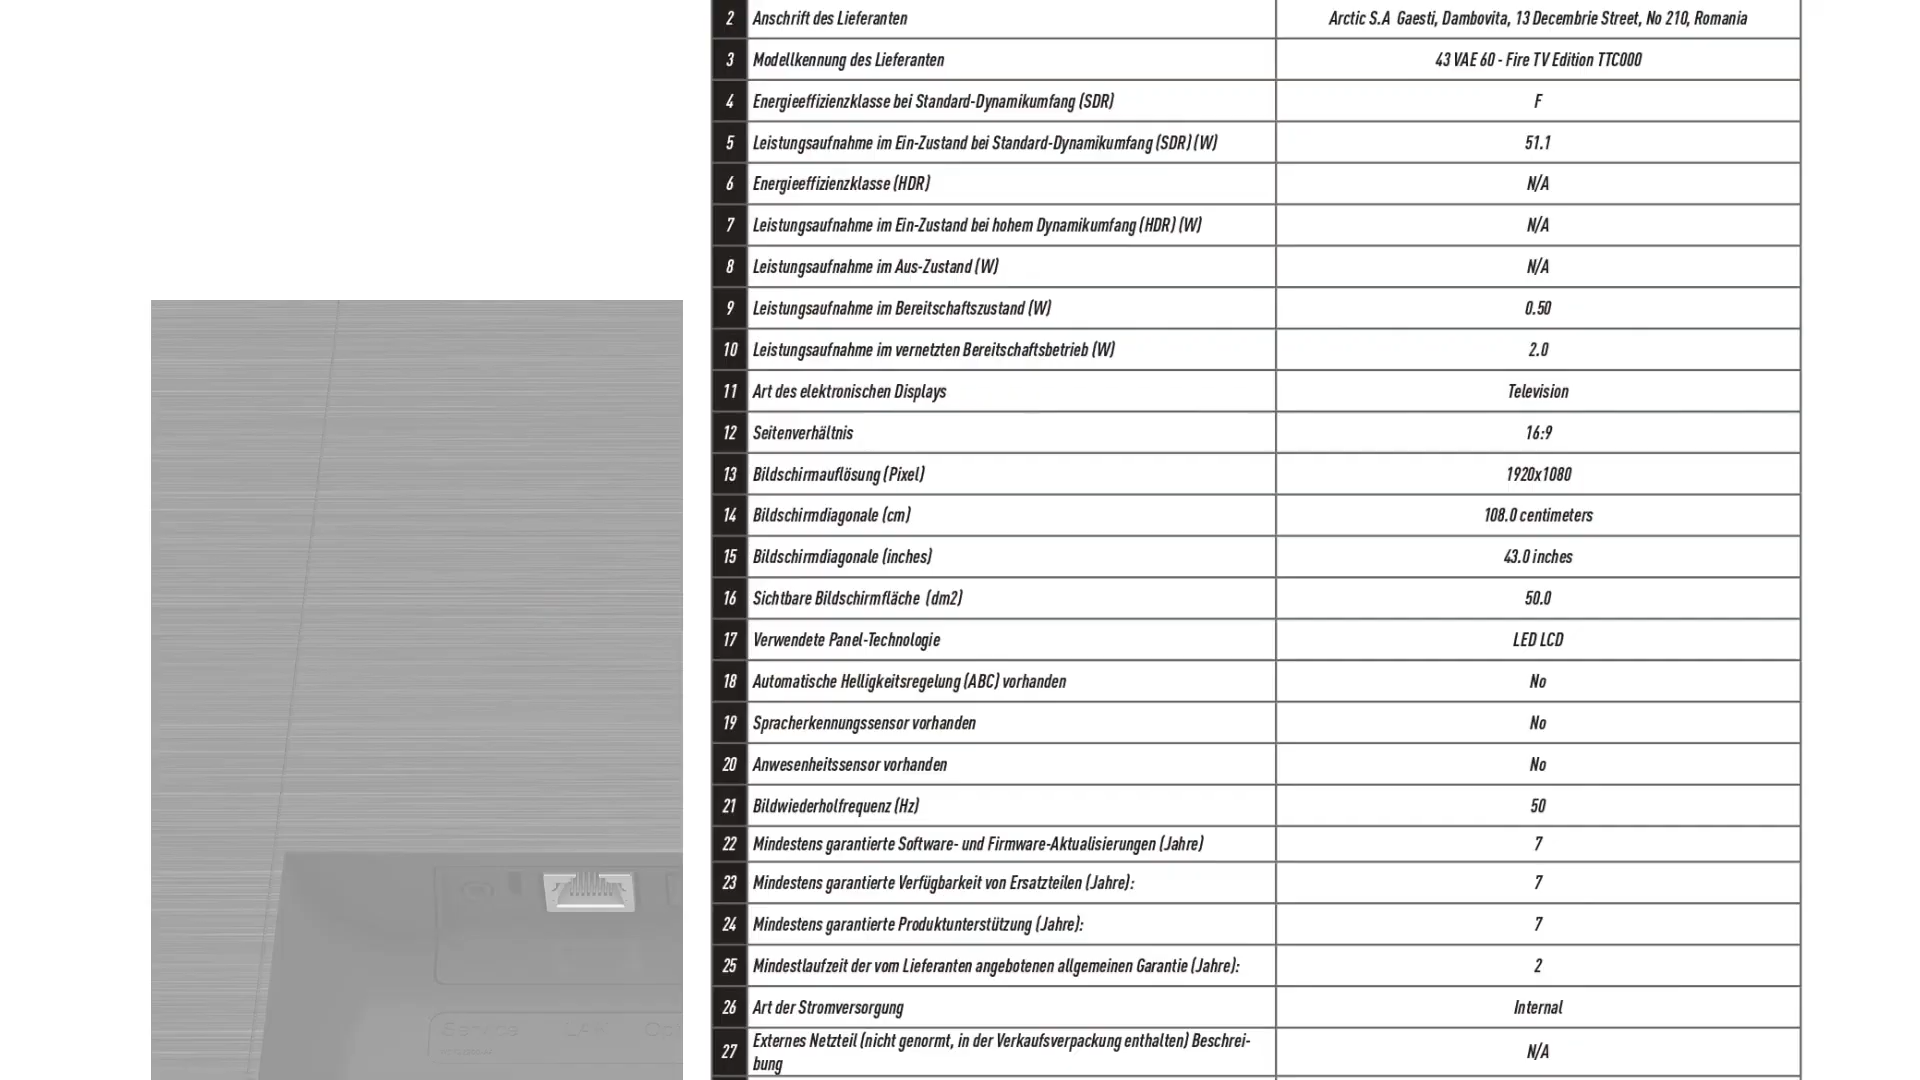 2 Anschrift des Lieferanten Arctic S.A Gaesti, Dambovita, 13 Decembrie Street, No 210, Romania
3 Modellkennung des Lieferanten 43 VAE 60 - Fire TV Edition TTC000
4 Energieeffizienzklasse bei Standard-Dynamikumfang (SDR) F
5 Leistungsaufnahme im Ein-Zustand bei Standard-Dynamikumfang (SDR) (W) 51.1
6 Energieeffizienzklasse (HDR) N/A
7 Leistungsaufnahme im Ein-Zustand bei hohem Dynamikumfang (HDR) (W) N/A
8 Leistungsaufnahme im Aus-Zustand (W) N/A
9 Leistungsaufnahme im Bereitschaftszustand (W) 0.50
10 Leistungsaufnahme im vernetzten Bereitschaftsbetrieb (W) 2.0
11 Art des elektronischen Displays Television
12 Seitenverhältnis 16:9
13 Bildschirmauflösung (Pixel) 1920x1080
14 Bildschirmdiagonale (cm) 108.0 centimeters
15 Bildschirmdiagonale (inches) 43.0 inches
16 Sichtbare Bildschirmfläche (dm2) 50.0
17 Verwendete Panel-Technologie LED LCD
18 Automatische Helligkeitsregelung (ABC) vorhanden No
19 Spracherkennungssensor vorhanden No
20 Anwesenheitssensor vorhanden No
21 Bildwiederholfrequenz (Hz) 50
22 Mindestens garantierte Software- und Firmware-Aktualisierungen (Jahre) 7
23 Mindestens garantierte Verfügbarkeit von Ersatzteilen (Jahre): 7
24 Mindestens garantierte Produktunterstützung (Jahre): 7
25 Mindestlaufzeit der vom Lieferanten angebotenen allgemeinen Garantie (Jahre): 2
26 Art der Stromversorgung Internal
27 Externes Netzteil (nicht genormt, in der Verkaufsverpackung enthalten) Beschrei-
bung N/A
Service LAN